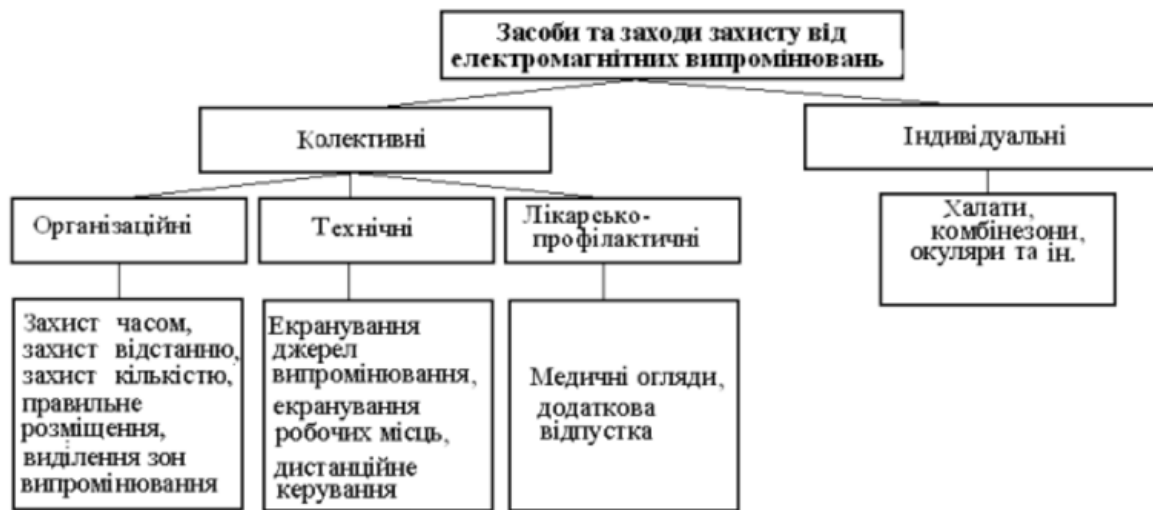 Засоби та заходи захисту від
електромагнітних випромінювань
Колективні
Індивідуальні
Організаційні
Технічні
Лікарсько-
профілактичні
Халати,
комбінезони,
окуляри та ін.
Захист часом,
захист відстанню,
захист кількістю,
правильне
розміщення,
виділення зон
випромінювання
Екранування
джерел
випромінювання,
екранування
робочих місць,
дистанційне
керування
Медичні огляди,
додаткова
відпустка